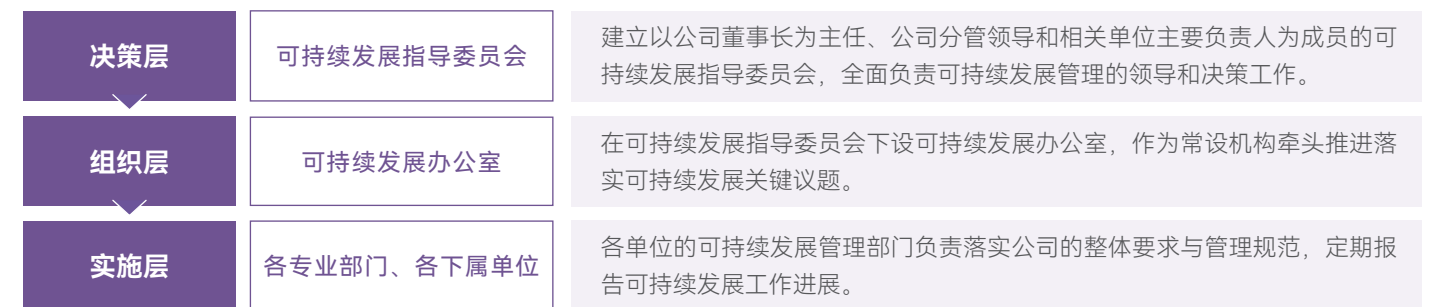 决策层
可持续发展指导委员会
建立以公司董事长为主任、公司分管领导和相关单位主要负责人为成员的可
持续发展指导委员会，全面负责可持续发展管理的领导和决策工作。
组织层
可持续发展办公室
在可持续发展指导委员会下设可持续发展办公室，作为常设机构牵头推进落
实可持续发展关键议题。
实施层
各专业部门、各下属单位
各单位的可持续发展管理部门负责落实公司的整体要求与管理规范，定期报
告可持续发展工作进展。